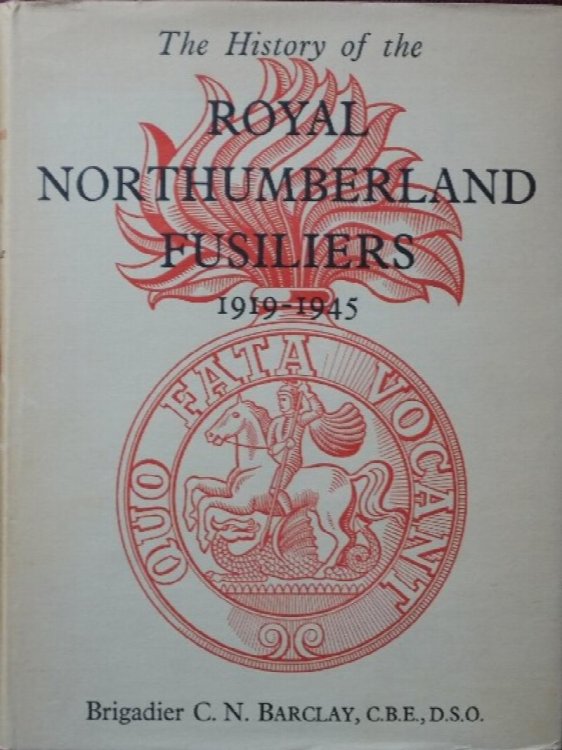 The History of the
ROYAL
NORTHUMBERLAND
FUSILIERS
1919-1945
QUO FATA VOCANT
Brigadier C. N. BARCLAY, C.B.E., D.S.O.